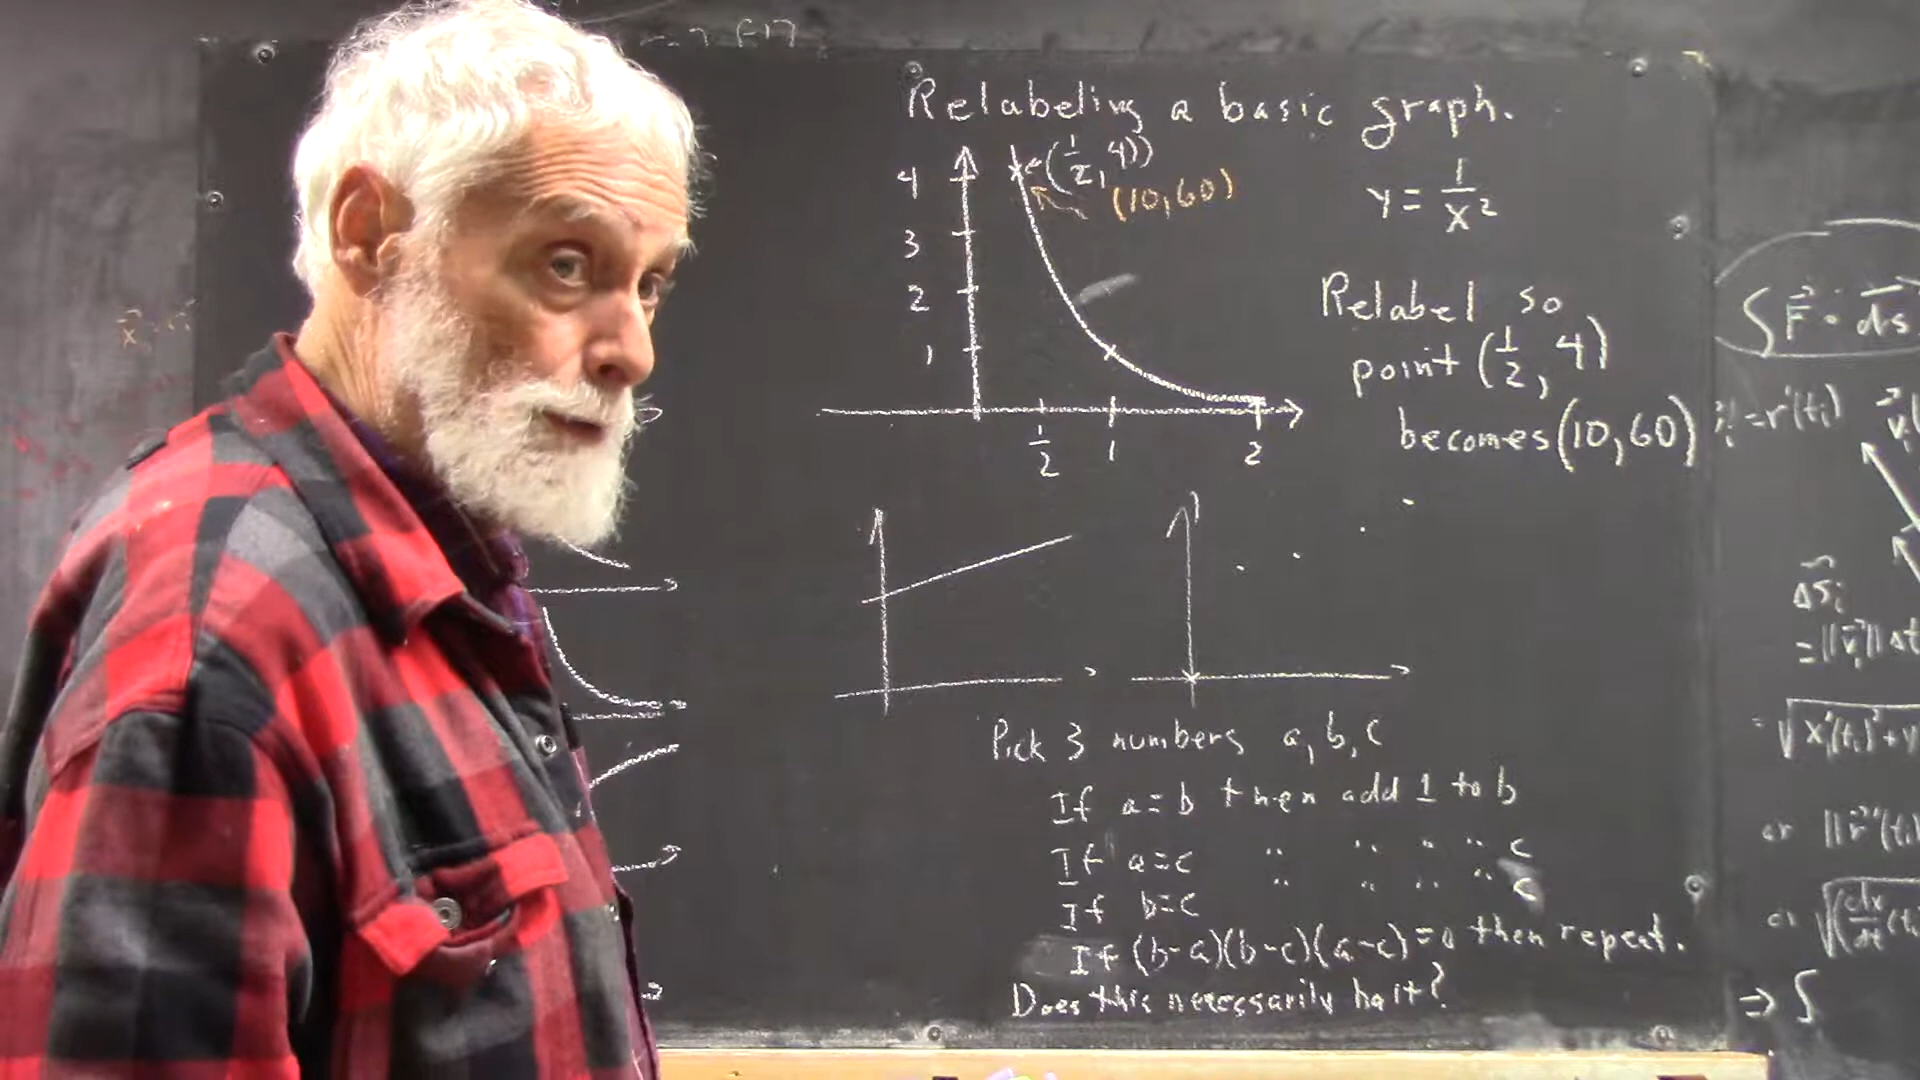 Relabeling a basic graph.
(1/2, 4))
(10,60)
y = 1/x²
4
3
2
1
1/2 1 2
Relabel so
point (1/2, 4)
becomes (10,60)
Pick 3 numbers a, b, c
If a=b then add 1 to b
If a=c " " " " c
If b=c " " " " c
If (b-a)(b-c)(a-c)=0 then repeat.
Does this necessarily halt?
∫ F⃗ · ds⃗
= r'(tᵢ)
Δsᵢ
⇒ ∫